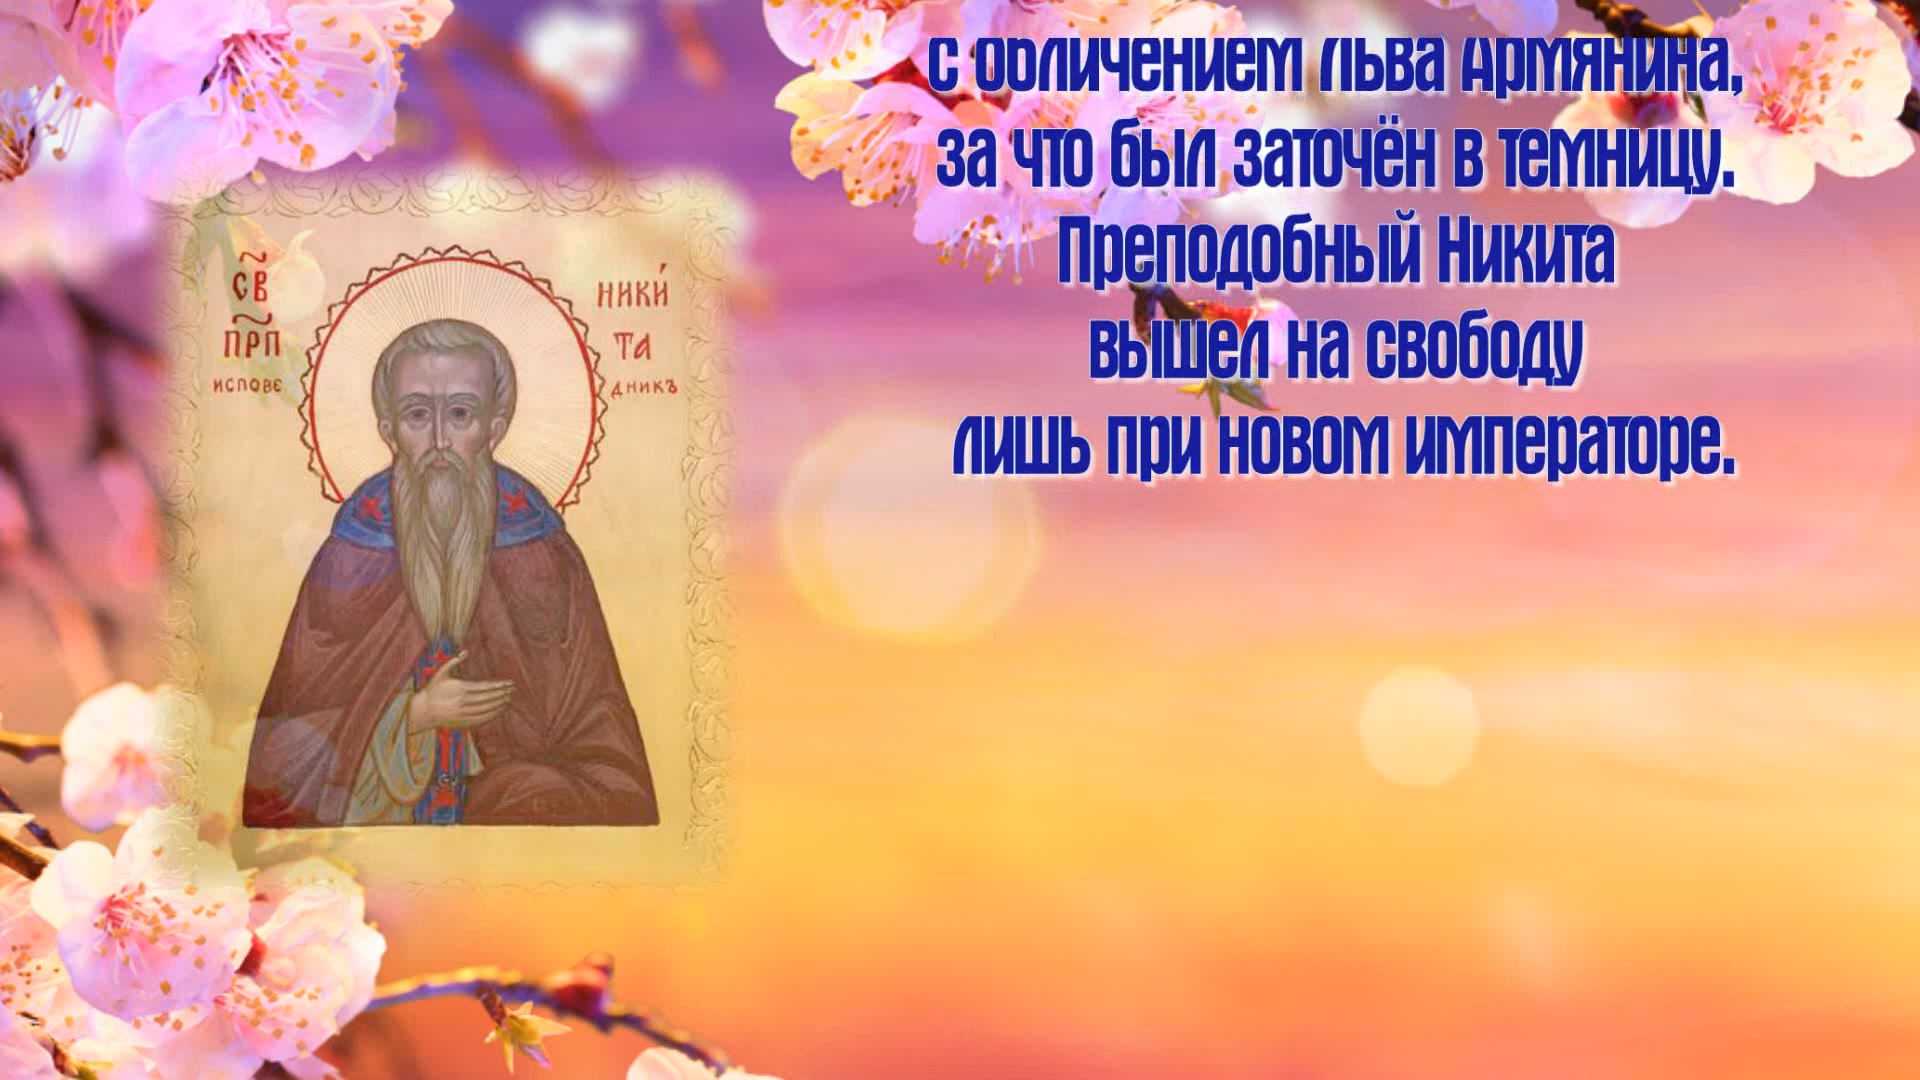 с обличением Льва Армянина,
за что был заточён в темницу.
Преподобный Никита
вышел на свободу
лишь при новом императоре.
СВ
ПРП
ИСПОВЕ
НИКИ́
ТА
ДНИКЪ